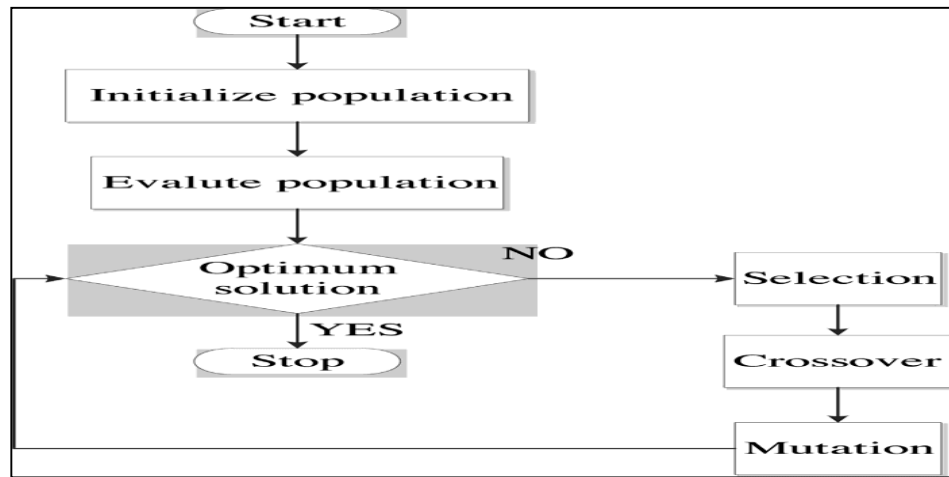 Start
Initialize population
Evalute population
Optimum
solution
NO
YES
Stop
Selection
Crossover
Mutation